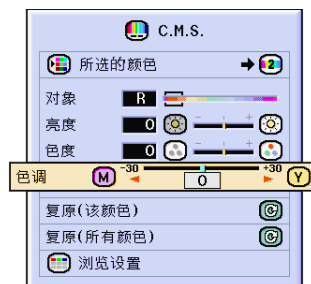 C.M.S.
所选的颜色 2
对象 R
亮度 0 - +
色度 0 - +
色调 M -30 0 +30 Y
复原(该颜色)
复原(所有颜色)
浏览设置